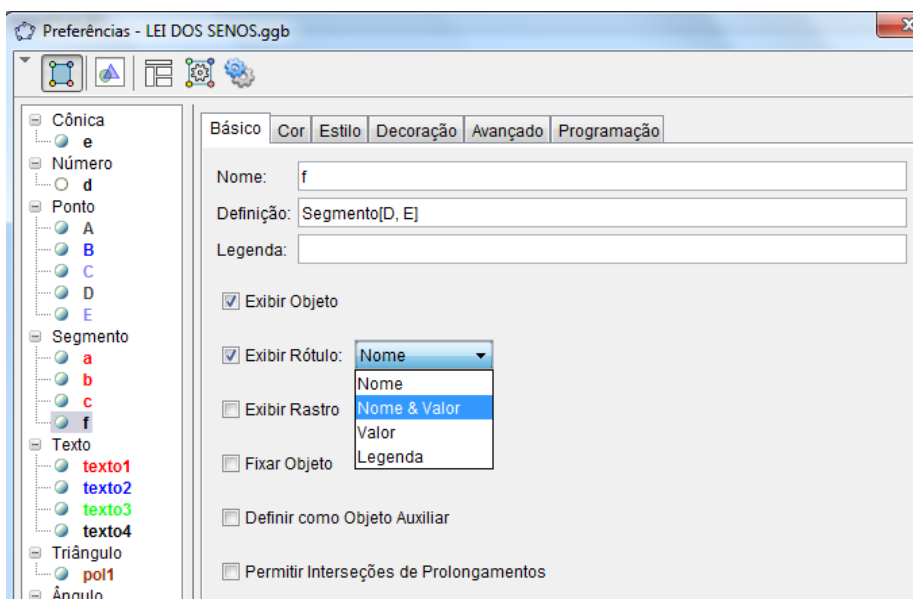 Preferências - LEI DOS SENOS.ggb
Cônica
e
Número
d
Ponto
A
B
C
D
E
Segmento
a
b
c
f
Texto
texto1
texto2
texto3
texto4
Triângulo
pol1
Ângulo
Básico Cor Estilo Decoração Avançado Programação
Nome: f
Definição: Segmento[D, E]
Legenda:
Exibir Objeto
Exibir Rótulo: Nome
Nome
Nome & Valor
Valor
Legenda
Exibir Rastro
Fixar Objeto
Definir como Objeto Auxiliar
Permitir Interseções de Prolongamentos